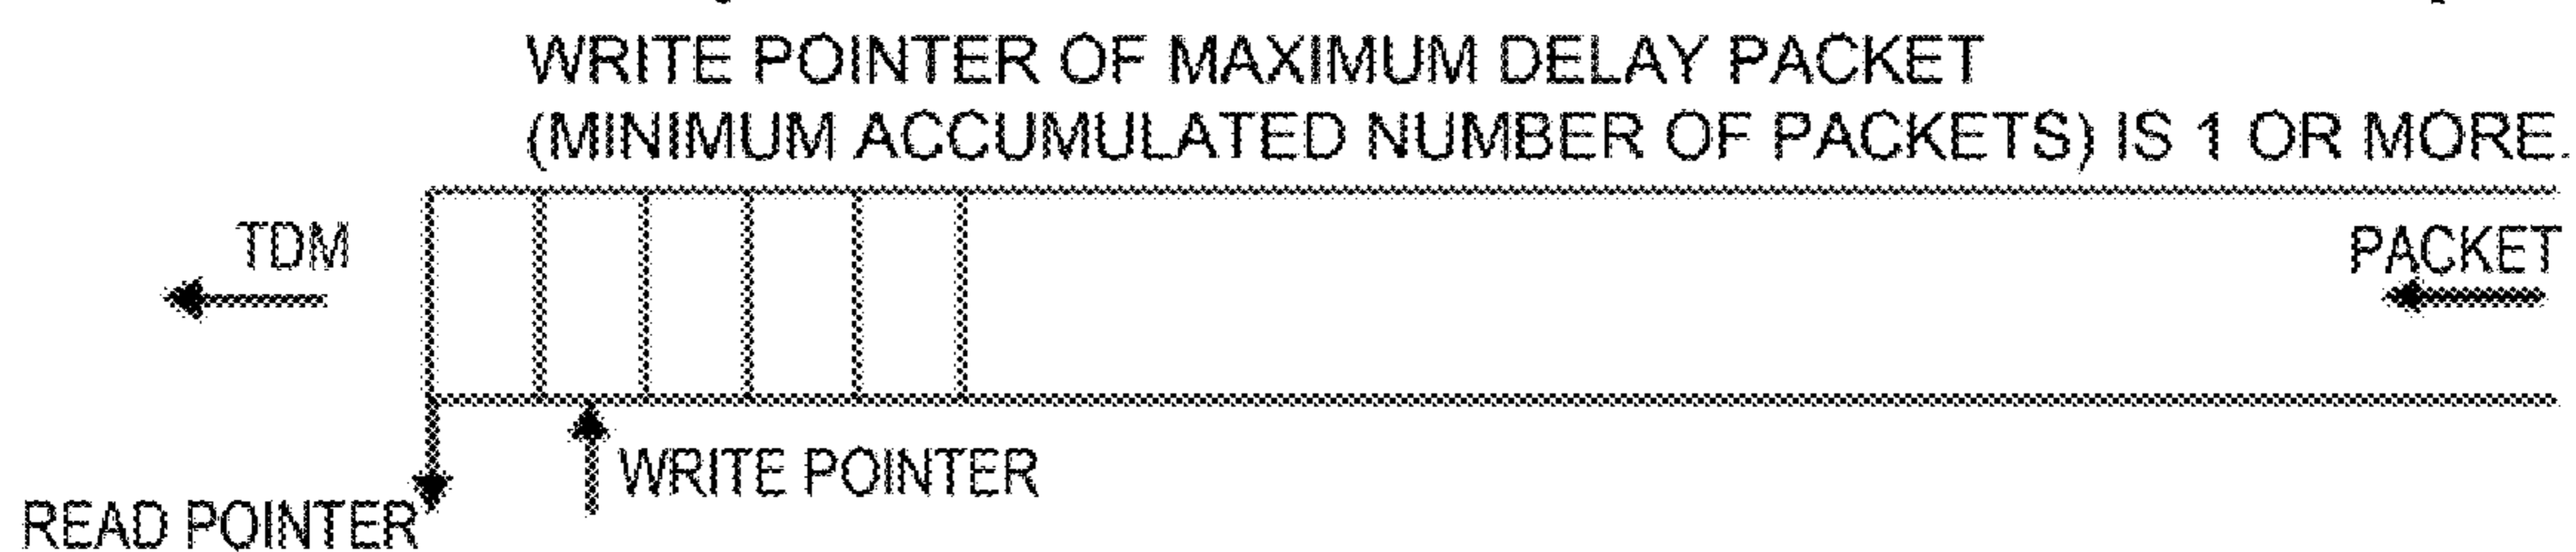 WRITE POINTER OF MAXIMUM DELAY PACKET
(MINIMUM ACCUMULATED NUMBER OF PACKETS) IS 1 OR MORE.
TDM
PACKET
WRITE POINTER
READ POINTER